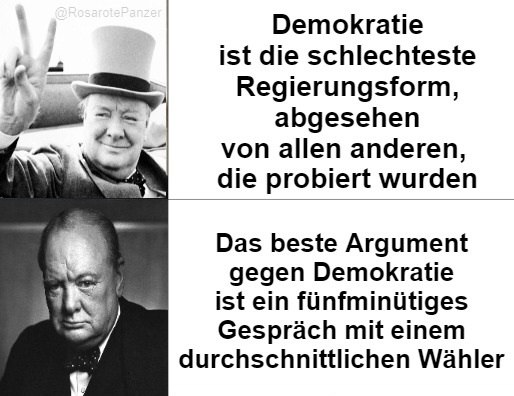 @RosarotePanzer
Demokratie
ist die schlechteste
Regierungsform,
abgesehen
von allen anderen,
die probiert wurden
Das beste Argument
gegen Demokratie
ist ein fünfminütiges
Gespräch mit einem
durchschnittlichen Wähler